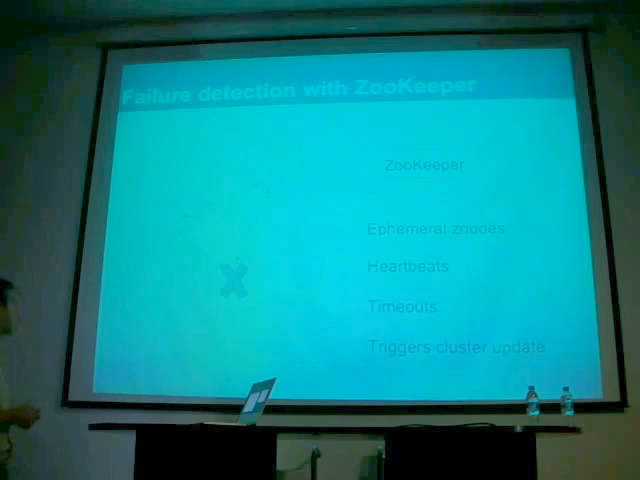 Failure detection with ZooKeeper
ZooKeeper
Ephemeral znodes
Heartbeats
Timeouts
Triggers cluster update